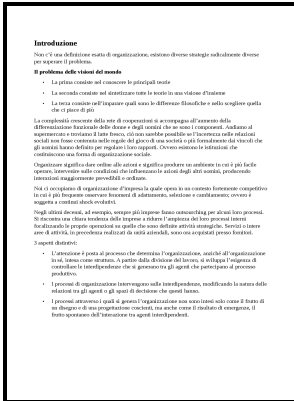 Introduzione
Non c'è una definizione esatta di organizzazione, esistono diverse strategie radicalmente diverse
per superare il problema.
Il problema delle visioni del mondo
- La prima consiste nel conoscere le principali teorie
- La seconda consiste nel sintetizzare tutte le teorie in una visione d'insieme
- La terza consiste nell'imparare quali sono le differenze filosofiche e nello scegliere quella
che ci piace di più
La complessità crescente della rete di cooperazioni si accompagna all'aumento della
differenziazione funzionale delle donne e degli uomini che ne sono i componenti. Andiamo al
supermercato e troviamo il latte fresco, ciò non sarebbe possibile se l'incertezza nelle relazioni
sociali non fosse contenuta nelle regole del gioco di una società o più formalmente dai vincoli che
gli uomini hanno definito per regolare i loro rapporti. Ovvero esistono le istituzioni che
costituiscono una forma di organizzazione sociale.
Organizzare significa dare ordine alle azioni e significa produrre un ambiente in cui è più facile
operare, intervenire sulle condizioni che influenzano le azioni degli altri uomini, producendo
interazioni maggiormente prevedibili e ordinate.
Noi ci occupiamo di organizzazione d'impresa la quale opera in un contesto fortemente competitivo
in cui è più frequente osservare fenomeni di adattamento, selezione e cambiamento; ovvero è
soggetta a continui shock evolutivi.
Negli ultimi decenni, ad esempio, sempre più imprese fanno outsourcing per alcuni loro processi.
Si riscontra una chiara tendenza delle imprese a ridurre l'ampiezza dei loro processi interni
focalizzando le proprie operazioni su quelle che sono definite attività strategiche. Servizi o intere
aree di attività, in precedenza realizzati da unità aziendali, sono ora acquistati presso fornitori.
3 aspetti distintivi:
- L'attenzione è posta al processo che determina l'organizzazione, anziché all'organizzazione
in sé, intesa come struttura. A partire dalla divisione del lavoro, si sviluppa l'esigenza di
controllare le interdipendenze che si generano tra gli agenti che partecipano al processo
produttivo.
- I processi di organizzazione intervengono sulle interdipendenze, modificando la natura delle
relazioni tra gli agenti o gli spazi di decisione che questi hanno.
- I processi attraverso i quali si genera l'organizzazione non sono intesi solo come il frutto di
un disegno e di una progettazione coscienti, ma anche come il risultato di emergenze, il
frutto spontaneo dell'interazione tra agenti interdipendenti.